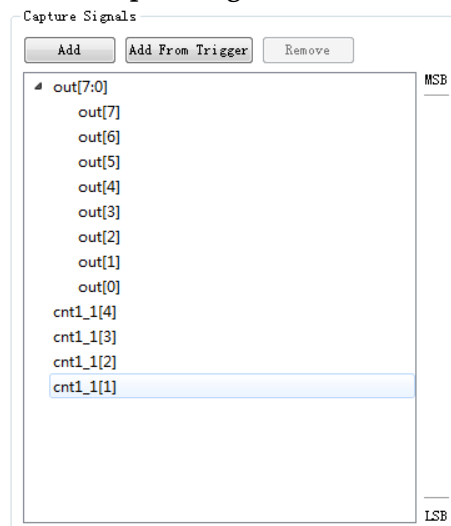 Capture Signals
Add Add From Trigger Remove
MSB
out[7:0]
out[7]
out[6]
out[5]
out[4]
out[3]
out[2]
out[1]
out[0]
cnt1_1[4]
cnt1_1[3]
cnt1_1[2]
cnt1_1[1]
LSB